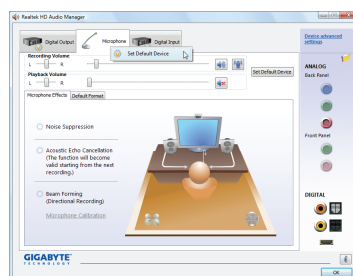 Realtek HD Audio Manager
Digital Output
Microphone
Digital Input
Set Default Device
Device advanced
settings
Recording Volume
L R
Playback Volume
L R
Set Default Device
Microphone Effects Default Format
ANALOG
Back Panel
Noise Suppression
Acoustic Echo Cancellation
(The function will become
valid starting from the next
recording.)
Beam Forming
(Directional Recording)
Microphone Calibration
Front Panel
DIGITAL
GIGABYTE
TECHNOLOGY
OK